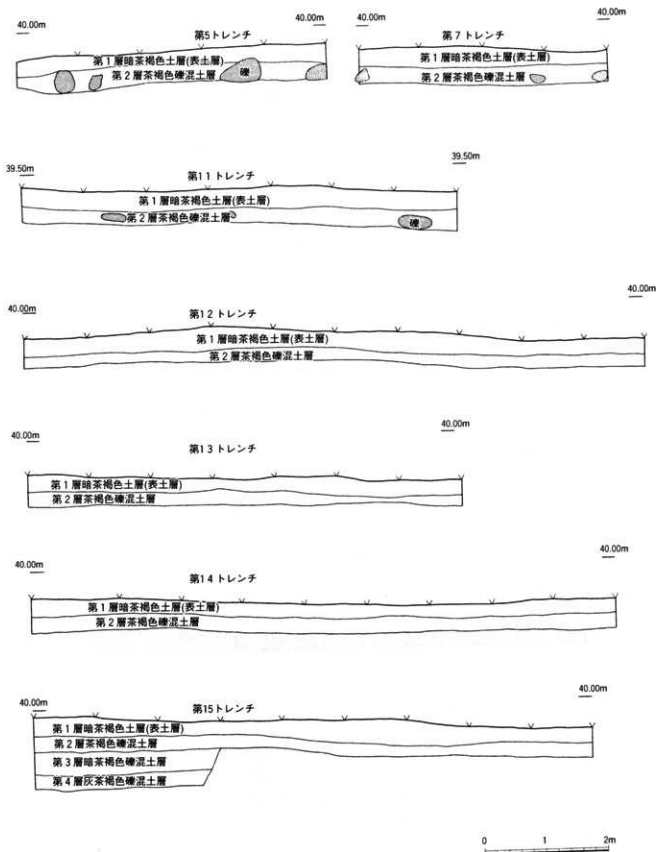 第5トレンチ
40.00m
40.00m
第1層暗茶褐色土層(表土層)
第2層茶褐色礫混土層
礫
第7トレンチ
40.00m
40.00m
第1層暗茶褐色土層(表土層)
第2層茶褐色礫混土層
第11トレンチ
39.50m
39.50m
第1層暗茶褐色土層(表土層)
第2層茶褐色礫混土層
礫
第12トレンチ
40.00m
40.00m
第1層暗茶褐色土層(表土層)
第2層茶褐色礫混土層
第13トレンチ
40.00m
40.00m
第1層暗茶褐色土層(表土層)
第2層茶褐色礫混土層
第14トレンチ
40.00m
40.00m
第1層暗茶褐色土層(表土層)
第2層茶褐色礫混土層
第15トレンチ
40.00m
40.00m
第1層暗茶褐色土層(表土層)
第2層茶褐色礫混土層
第3層暗茶褐色礫混土層
第4層灰茶褐色礫混土層
0 1 2m